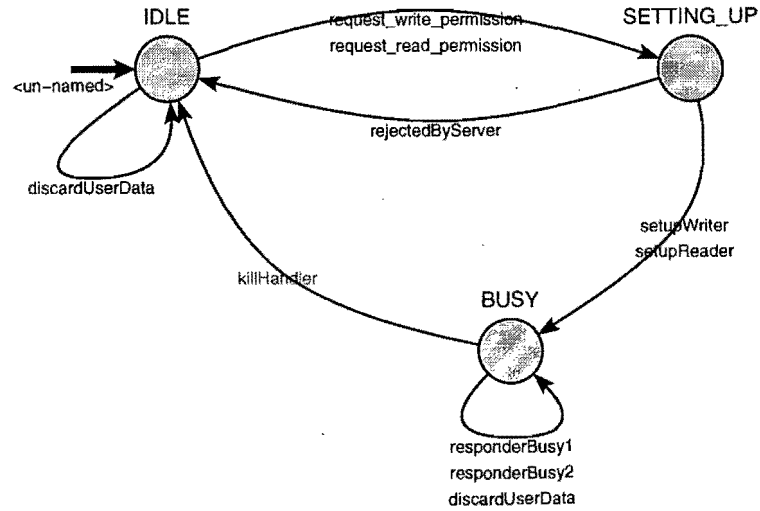 IDLE
SETTING_UP
request_write_permission
request_read_permission
<un-named>
rejectedByServer
discardUserData
setupWriter
setupReader
killHandler
BUSY
responderBusy1
responderBusy2
discardUserData